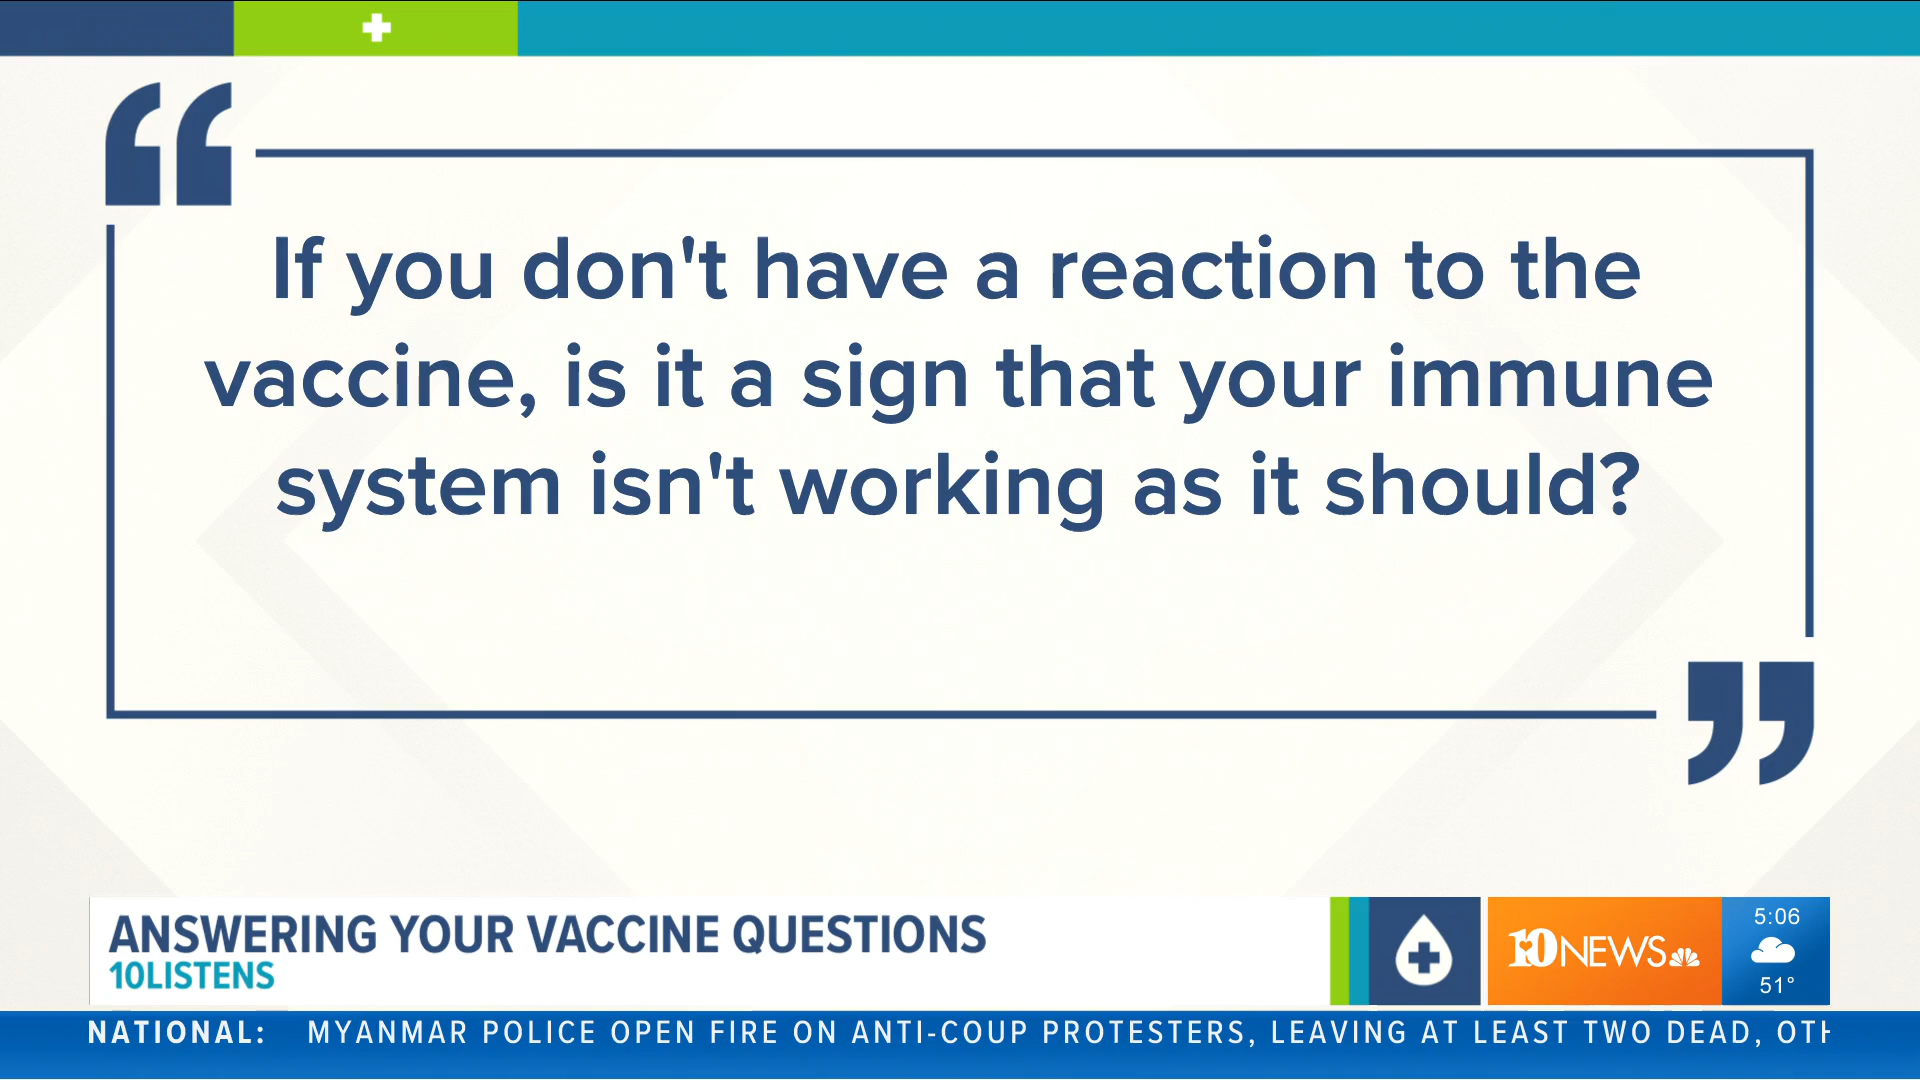 If you don't have a reaction to the
vaccine, is it a sign that your immune
system isn't working as it should?
ANSWERING YOUR VACCINE QUESTIONS
10LISTENS
10NEWS
5:06
51°
NATIONAL: MYANMAR POLICE OPEN FIRE ON ANTI-COUP PROTESTERS, LEAVING AT LEAST TWO DEAD,